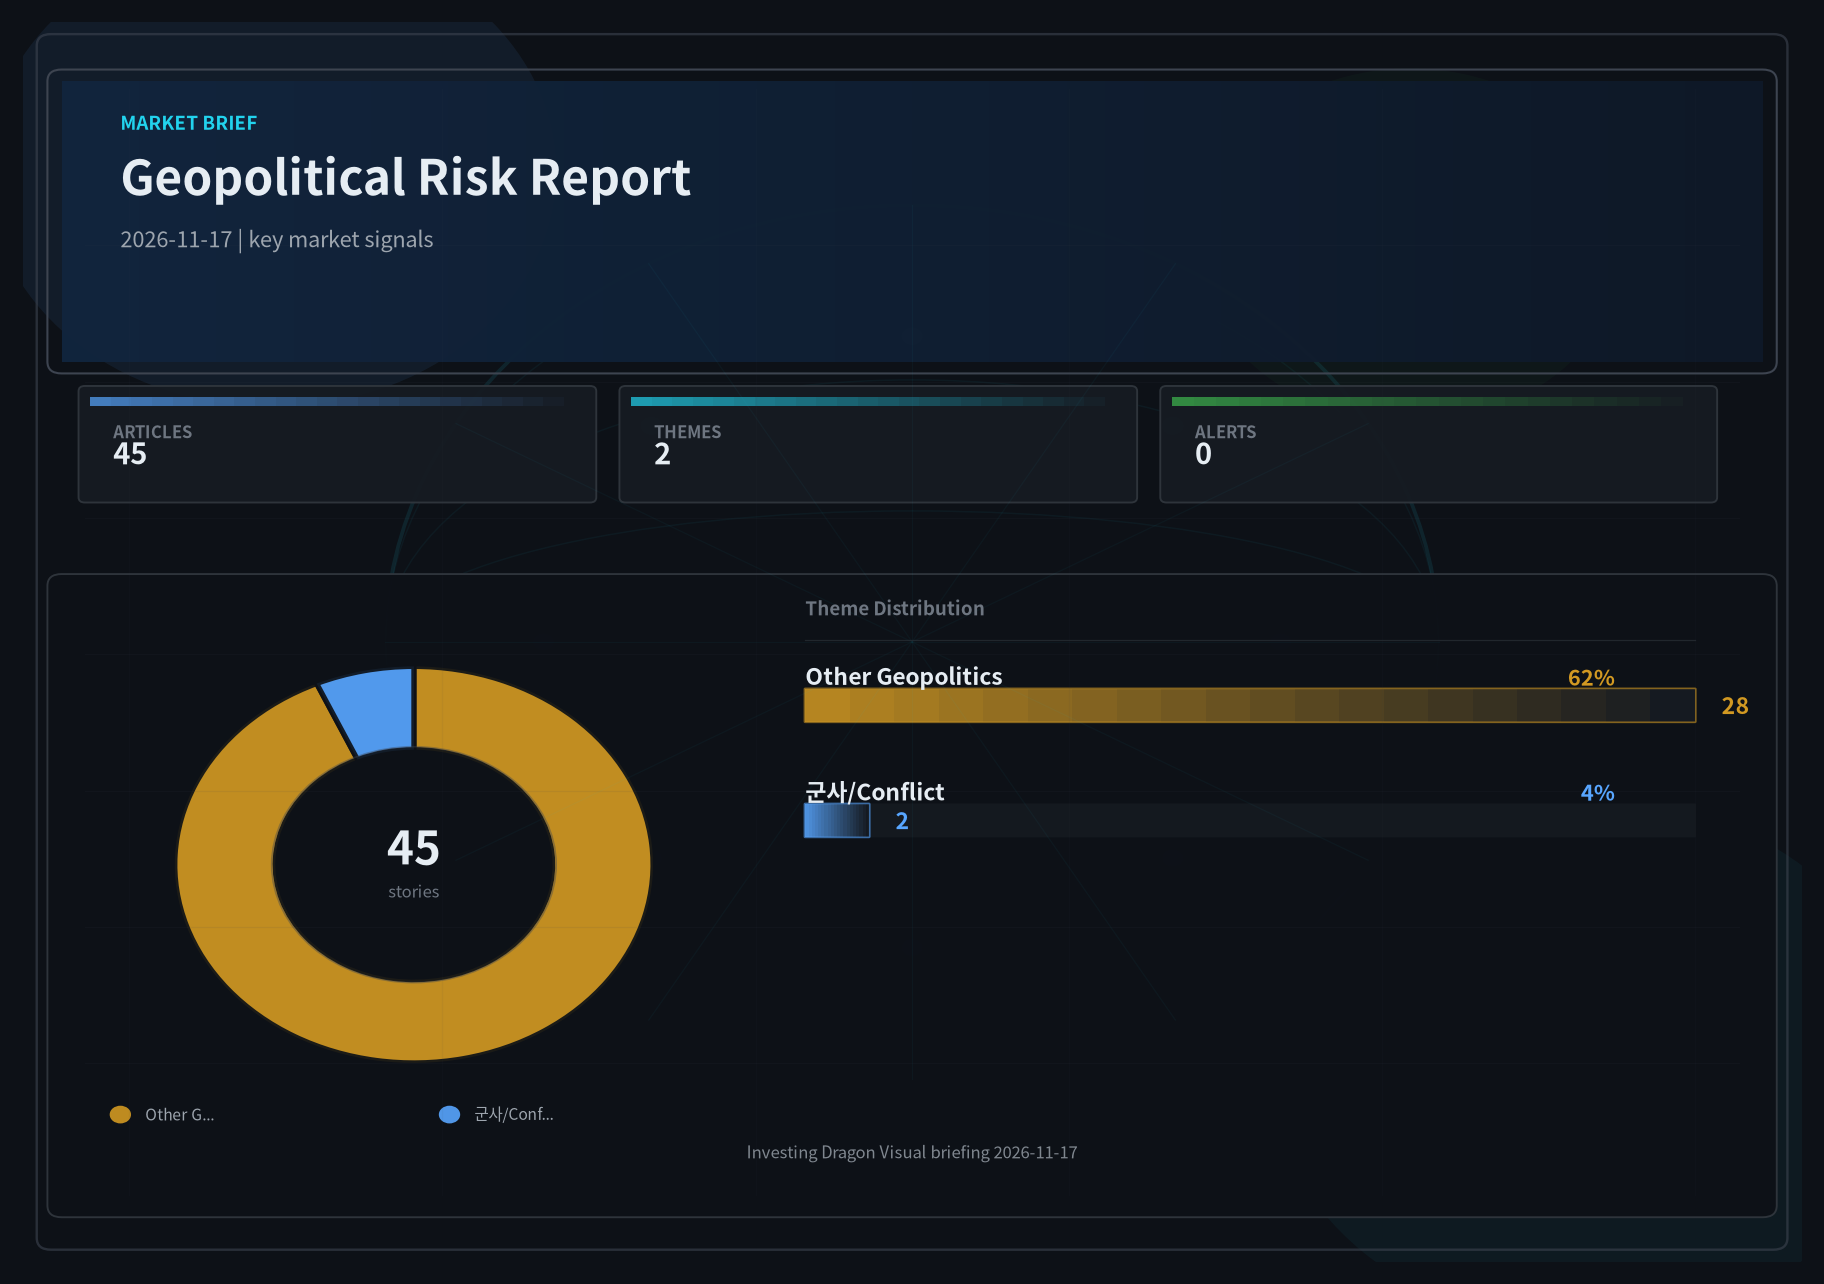 MARKET BRIEF
Geopolitical Risk Report
2026-11-17 | key market signals
ARTICLES
45
THEMES
2
ALERTS
0
Theme Distribution
Other Geopolitics 62%
28
군사/Conflict 4%
2
45
stories
Other G...
군사/Conf...
Investing Dragon Visual briefing 2026-11-17